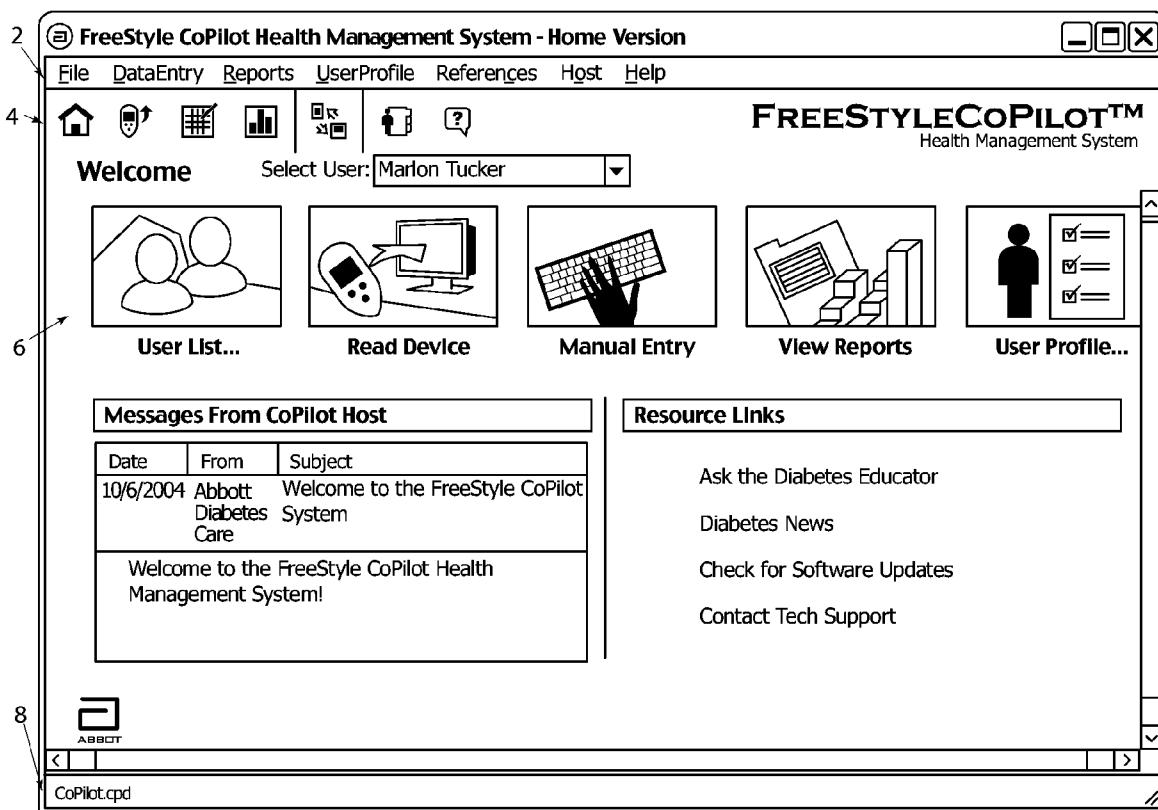 FreeStyle CoPilot Health Management System - Home Version
2
File DataEntry Reports UserProfile References Host Help
4
FREESTYLECOPILOT™
Health Management System
Welcome Select User: Marlon Tucker
6
User List... Read Device Manual Entry View Reports User Profile...
Messages From CoPilot Host
Date From Subject
10/6/2004 Abbott Diabetes Care Welcome to the FreeStyle CoPilot System
Welcome to the FreeStyle CoPilot Health
Management System!
Resource Links
Ask the Diabetes Educator
Diabetes News
Check for Software Updates
Contact Tech Support
ABBOT
8
CoPilot.cpd